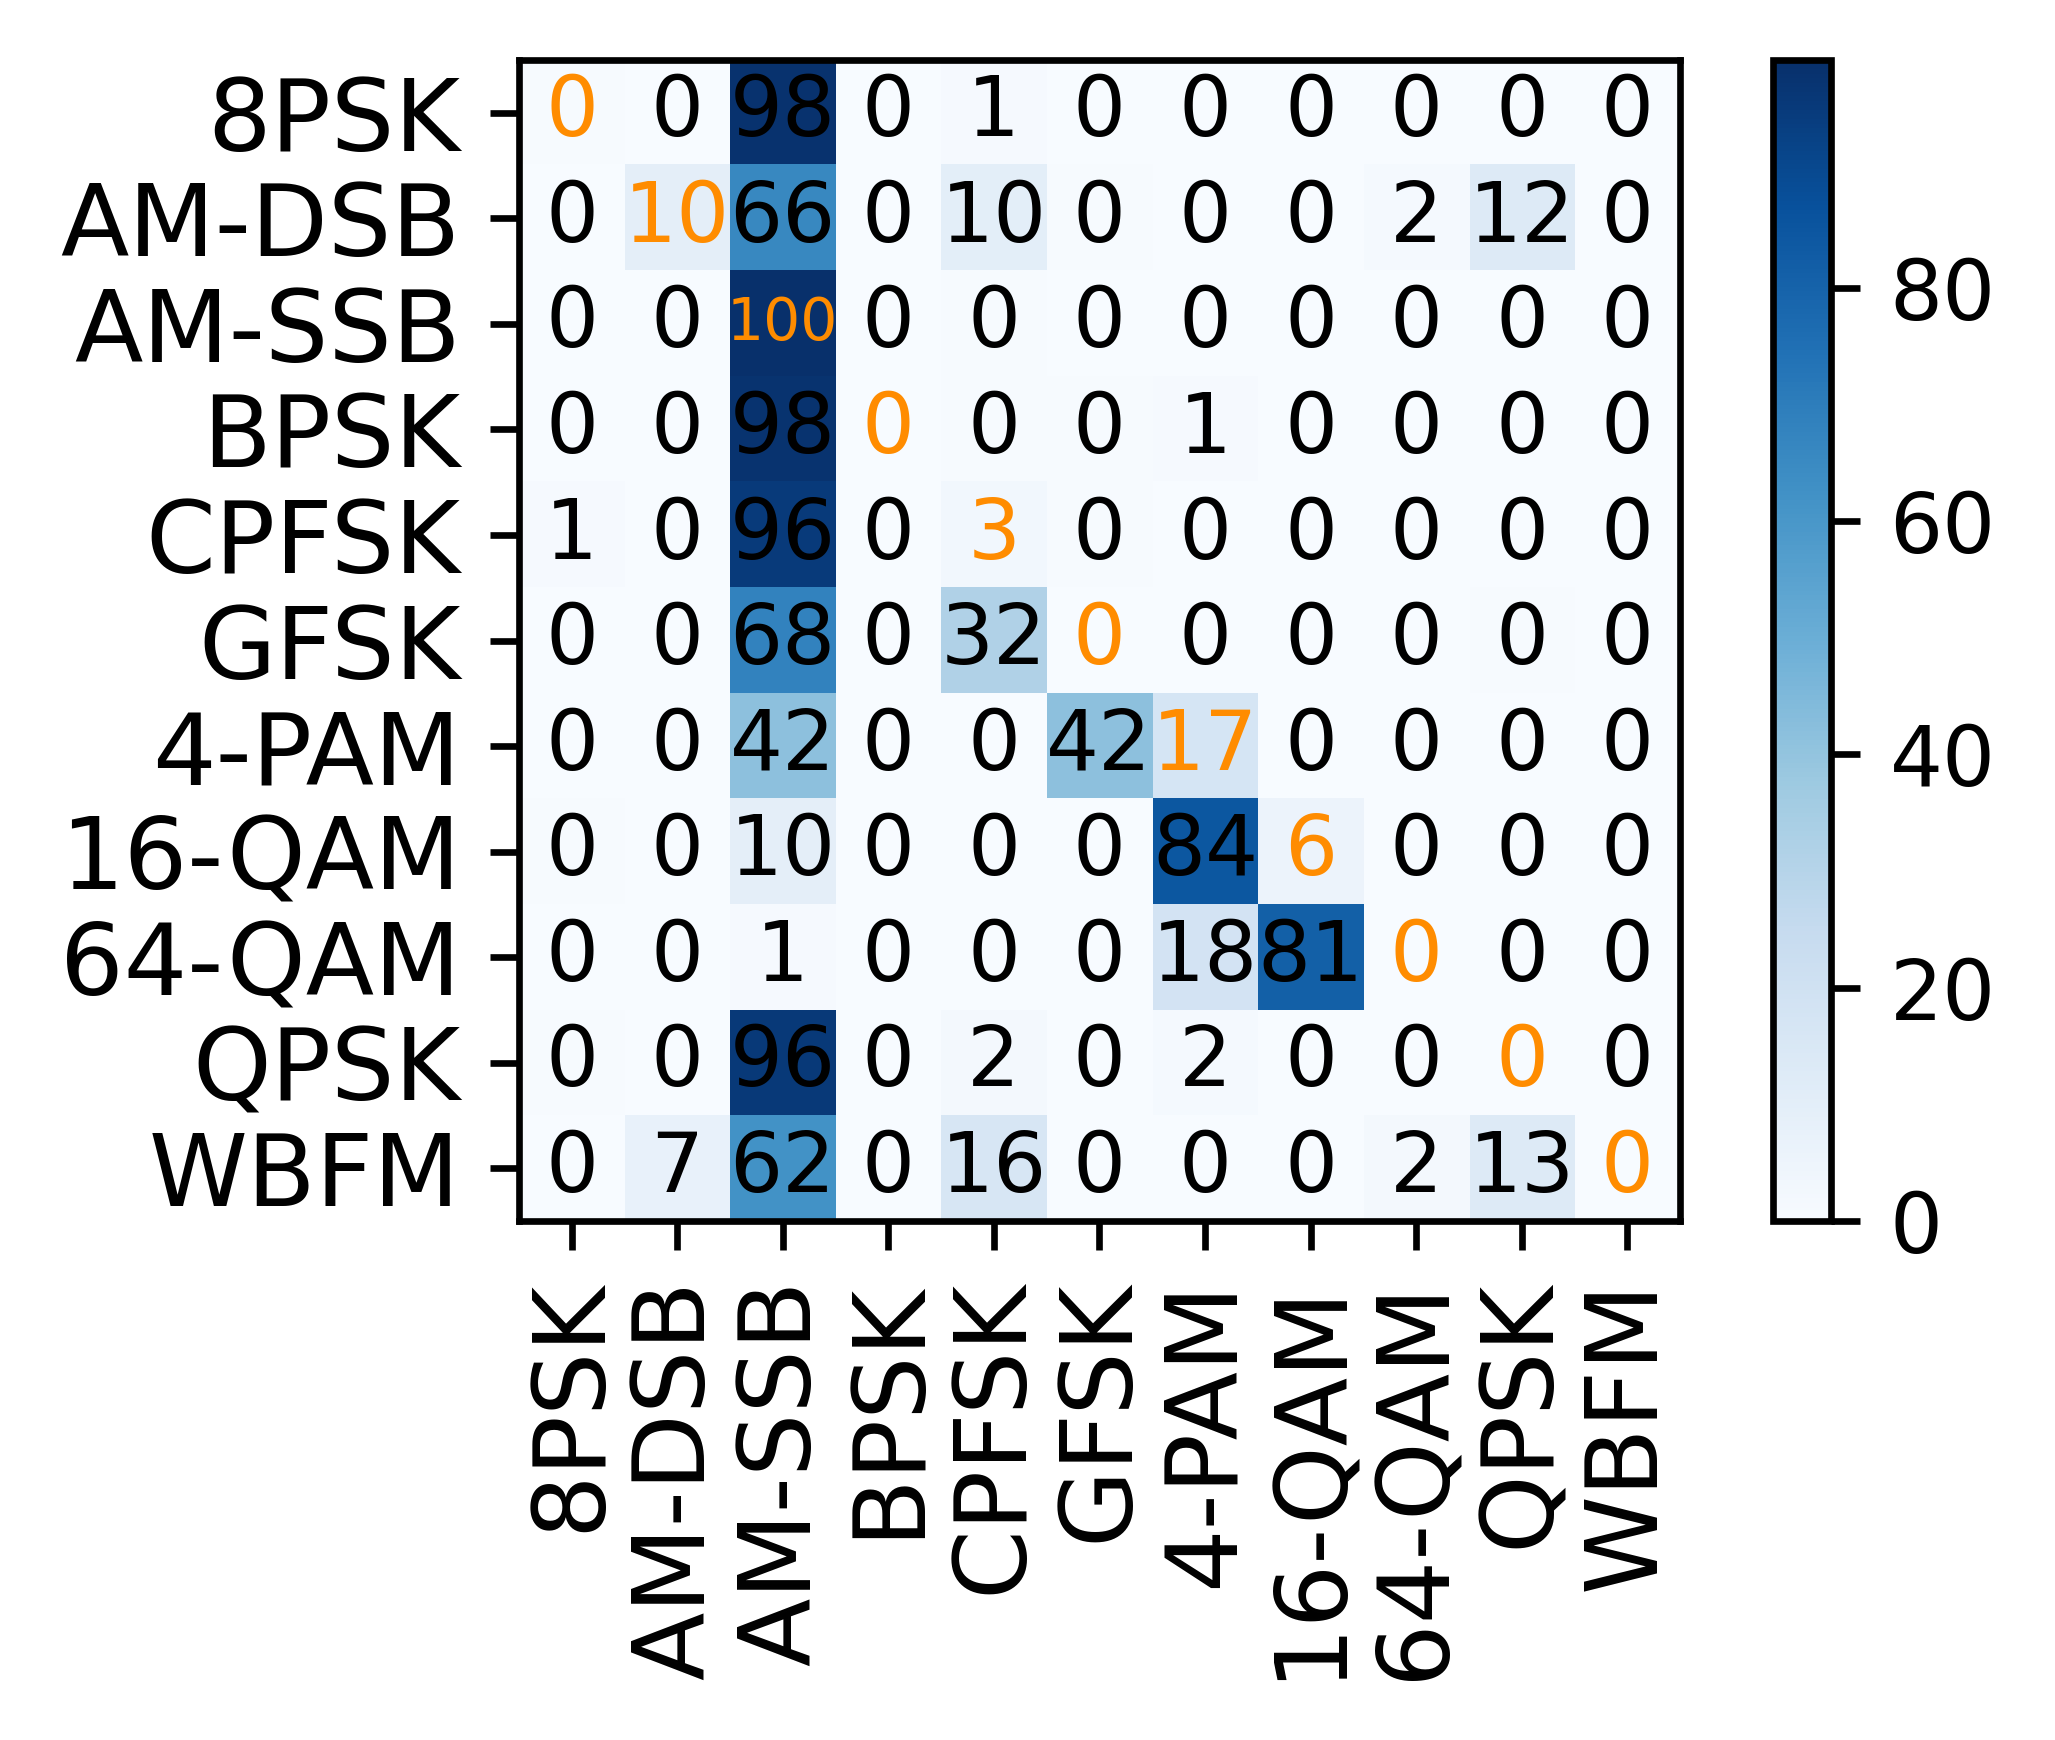 8PSK 0 0 98 0 1 0 0 0 0 0 0
AM-DSB 0 10 66 0 10 0 0 0 2 12 0
AM-SSB 0 0 100 0 0 0 0 0 0 0 0
BPSK 0 0 98 0 0 0 1 0 0 0 0
CPFSK 1 0 96 0 3 0 0 0 0 0 0
GFSK 0 0 68 0 32 0 0 0 0 0 0
4-PAM 0 0 42 0 0 42 17 0 0 0 0
16-QAM 0 0 10 0 0 0 84 6 0 0 0
64-QAM 0 0 1 0 0 0 18 81 0 0 0
QPSK 0 0 96 0 2 0 2 0 0 0 0
WBFM 0 7 62 0 16 0 0 0 2 13 0
8PSK
AM-DSB
AM-SSB
BPSK
CPFSK
GFSK
4-PAM
16-QAM
64-QAM
QPSK
WBFM
80
60
40
20
0